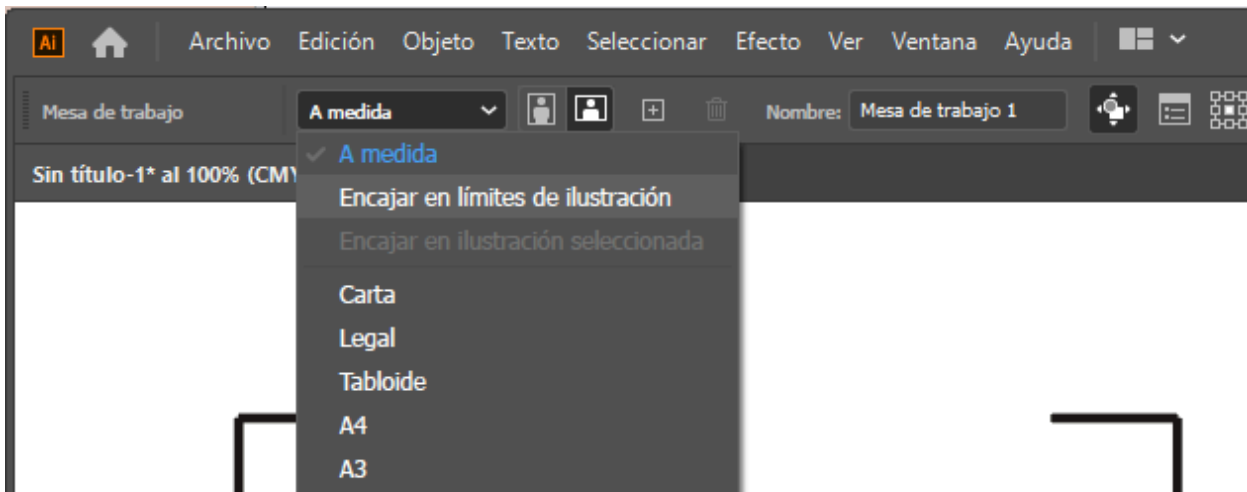 Ai Archivo Edición Objeto Texto Seleccionar Efecto Ver Ventana Ayuda
Mesa de trabajo A medida Nombre: Mesa de trabajo 1
A medida
Sin título-1* al 100% (CMY
Encajar en límites de ilustración
Encajar en ilustración seleccionada
Carta
Legal
Tabloide
A4
A3